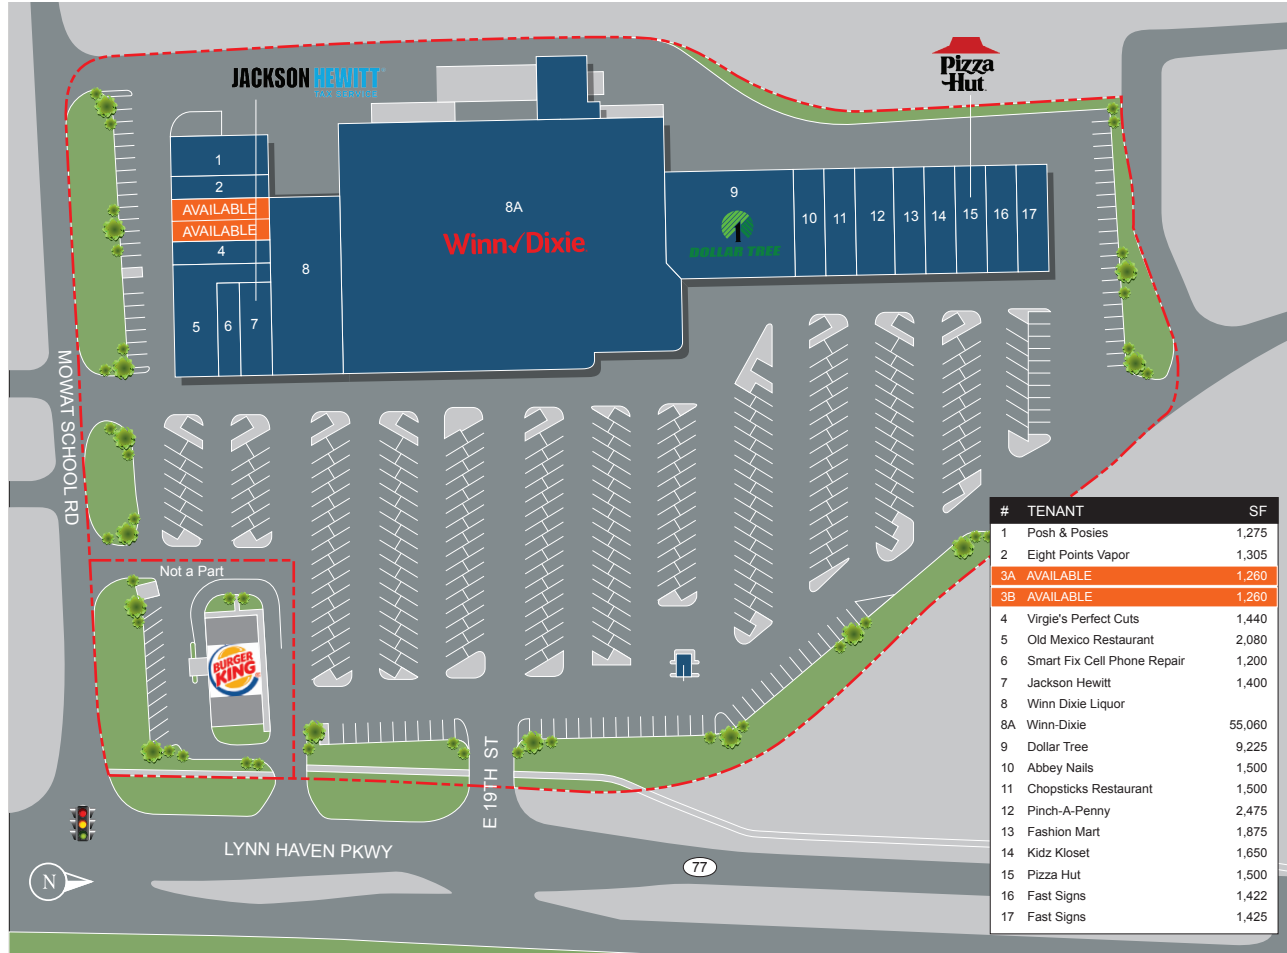 JACKSON HEWITT
TAX SERVICE
Pizza
Hut
1
2
AVAILABLE
AVAILABLE
4
5
6
7
8
8A
Winn✓Dixie
9
1
DOLLAR TREE
10
11
12
13
14
15
16
17
MOWAT SCHOOL RD
Not a Part
BURGER
KING
E 19TH ST
LYNN HAVEN PKWY
77
N
# TENANT SF
1 Posh & Posies 1,275
2 Eight Points Vapor 1,305
3A AVAILABLE 1,260
3B AVAILABLE 1,260
4 Virgie's Perfect Cuts 1,440
5 Old Mexico Restaurant 2,080
6 Smart Fix Cell Phone Repair 1,200
7 Jackson Hewitt 1,400
8 Winn Dixie Liquor
8A Winn-Dixie 55,060
9 Dollar Tree 9,225
10 Abbey Nails 1,500
11 Chopsticks Restaurant 1,500
12 Pinch-A-Penny 2,475
13 Fashion Mart 1,875
14 Kidz Kloset 1,650
15 Pizza Hut 1,500
16 Fast Signs 1,422
17 Fast Signs 1,425